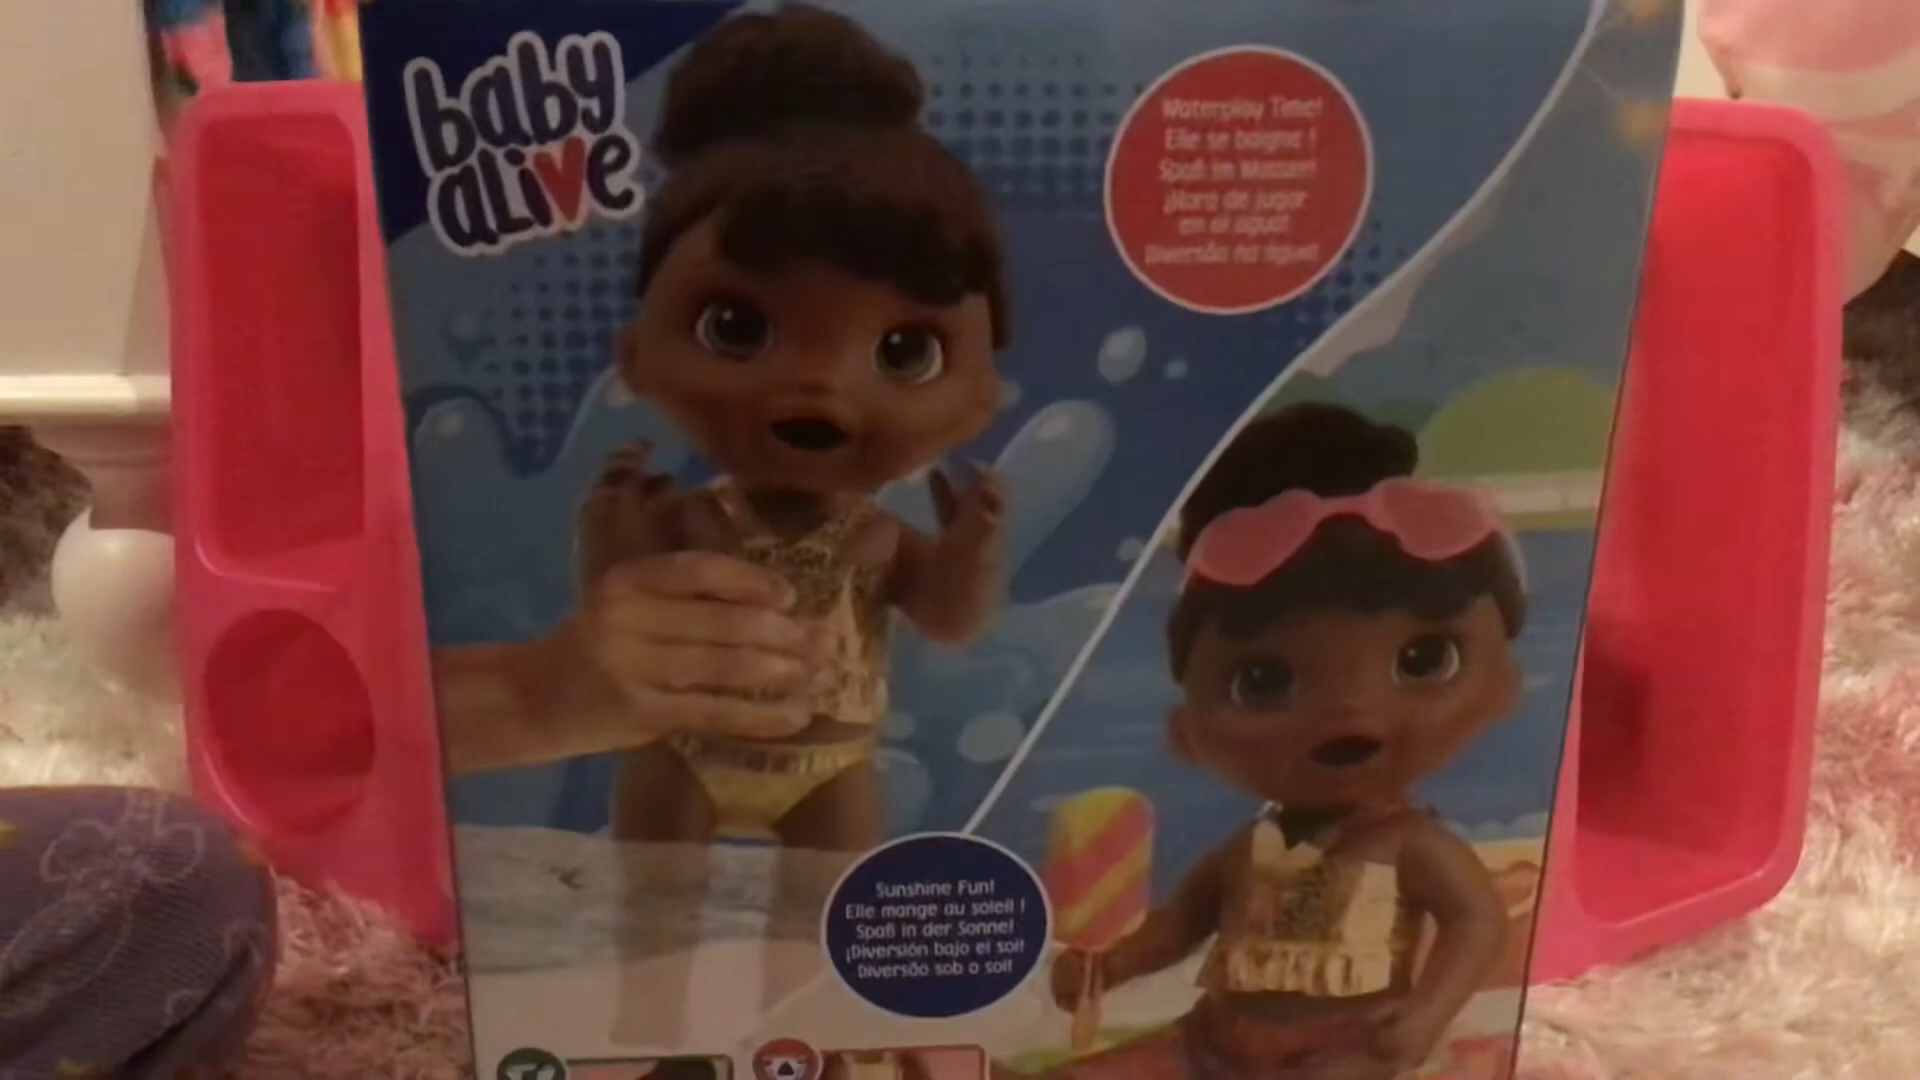 baby
alive
Waterplay Time!
Elle se baigne !
Spaß im Wasser!
¡Hora de jugar
en el agua!
Diversão na água!
Sunshine Fun!
Elle mange au soleil !
Spaß in der Sonne!
¡Diversión bajo el sol!
Diversão sob o sol!